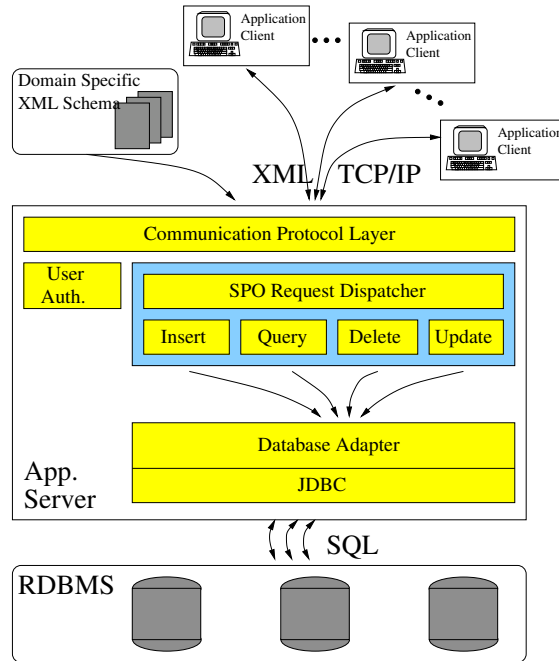 Application
Client
Application
Client
Domain Specific
XML Schema
Application
Client
XML TCP/IP
Communication Protocol Layer
User
Auth.
SPO Request Dispatcher
Insert
Query
Delete
Update
Database Adapter
JDBC
App.
Server
SQL
RDBMS